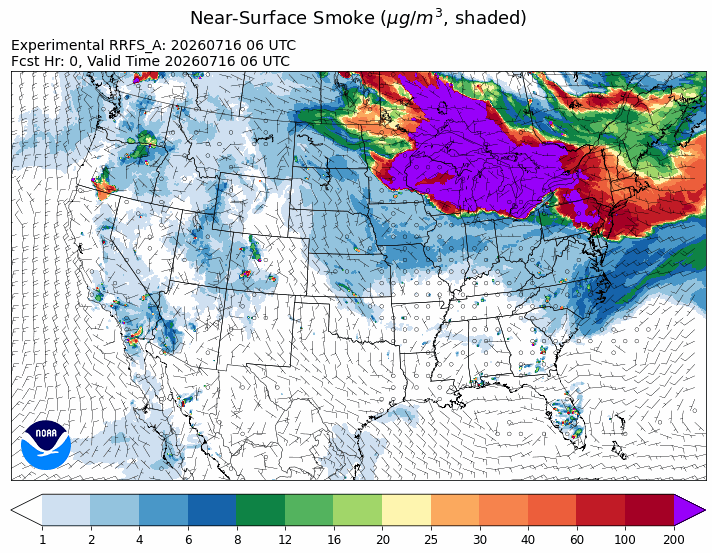 Near-Surface Smoke (μg/m³, shaded)
Experimental RRFS_A: 20260716 06 UTC
Fcst Hr: 0, Valid Time 20260716 06 UTC
NOAA
1 2 4 6 8 12 16 20 25 30 40 60 100 200